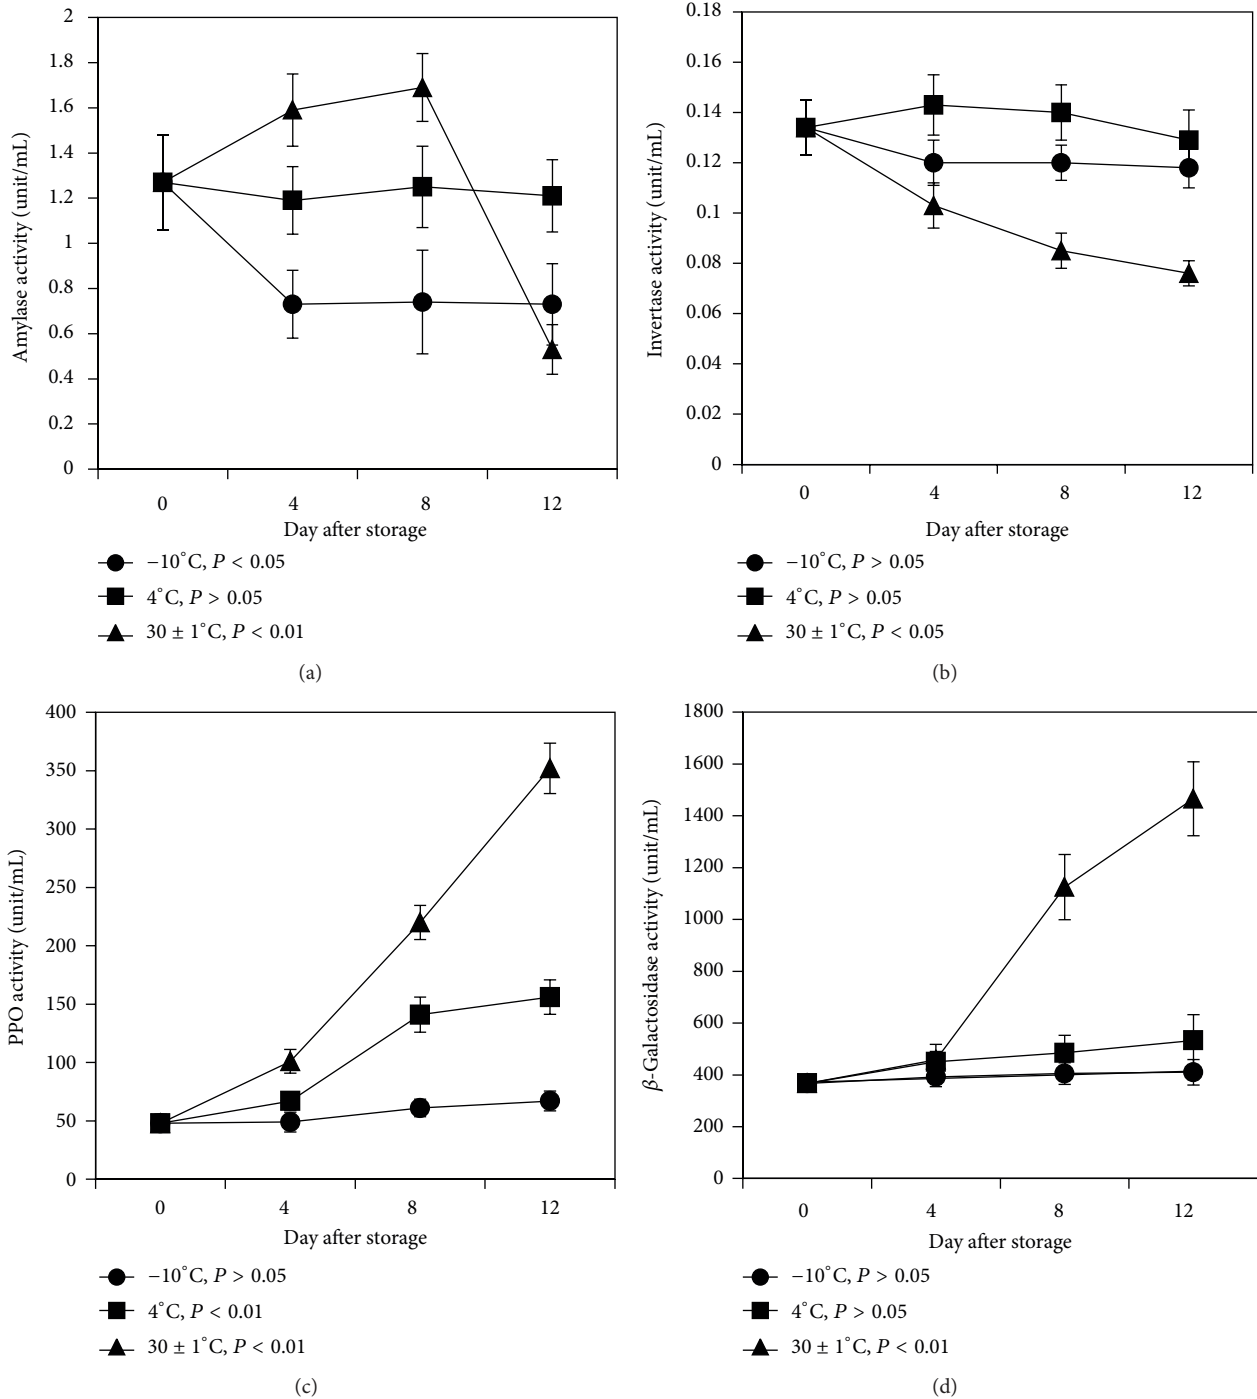 2
1.8
1.6
1.4
1.2
1
0.8
0.6
0.4
0.2
0
Amylase activity (unit/mL)
0 4 8 12
Day after storage
−10°C, P < 0.05
4°C, P > 0.05
30 ± 1°C, P < 0.01
(a)
0.18
0.16
0.14
0.12
0.1
0.08
0.06
0.04
0.02
0
Invertase activity (unit/mL)
0 4 8 12
Day after storage
−10°C, P > 0.05
4°C, P > 0.05
30 ± 1°C, P < 0.05
(b)
400
350
300
250
200
150
100
50
0
PPO activity (unit/mL)
0 4 8 12
Day after storage
−10°C, P > 0.05
4°C, P < 0.01
30 ± 1°C, P < 0.01
(c)
1800
1600
1400
1200
1000
800
600
400
200
0
β-Galactosidase activity (unit/mL)
0 4 8 12
Day after storage
−10°C, P > 0.05
4°C, P > 0.05
30 ± 1°C, P < 0.01
(d)